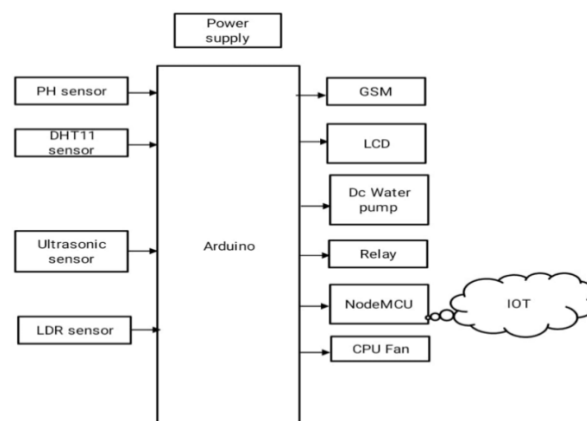 Power
supply
PH sensor
DHT11
sensor
Ultrasonic
sensor
LDR sensor
Arduino
GSM
LCD
Dc Water
pump
Relay
NodeMCU
IOT
CPU Fan